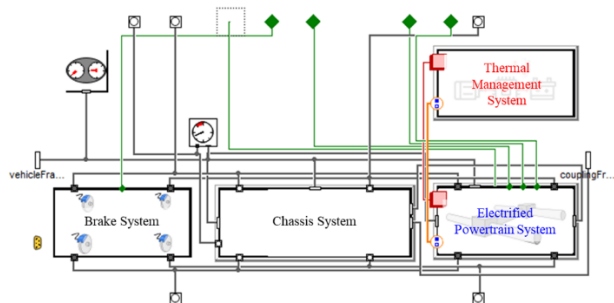 Thermal
Management
System
vehicleFra...
couplingFr...
Brake System
Chassis System
Electrified
Powertrain System